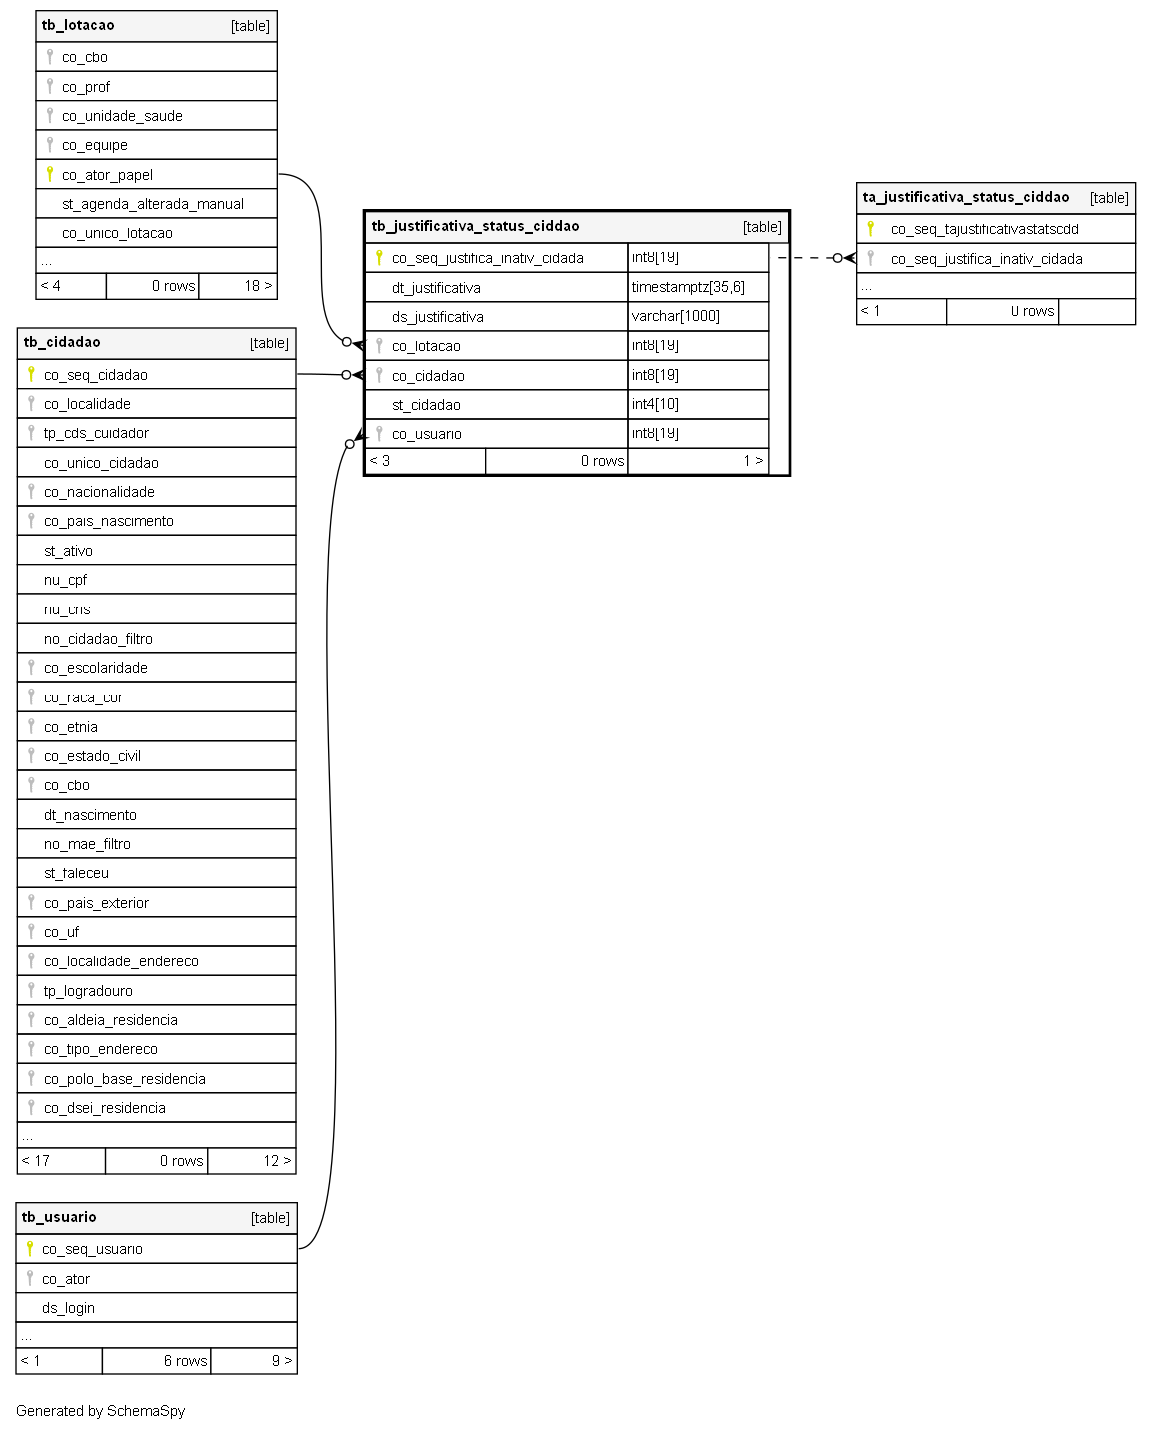 tb_lotacao [table]
co_cbo
co_prof
co_unidade_saude
co_equipe
co_ator_papel
st_agenda_alterada_manual
co_unico_lotacao
...
< 4 0 rows 18 >
tb_cidadao [table]
co_seq_cidadao
co_localidade
tp_cds_cuidador
co_unico_cidadao
co_nacionalidade
co_pais_nascimento
st_ativo
nu_cpf
nu_cns
no_cidadao_filtro
co_escolaridade
co_raca_cor
co_etnia
co_estado_civil
co_cbo
dt_nascimento
no_mae_filtro
st_faleceu
co_pais_exterior
co_uf
co_localidade_endereco
tp_logradouro
co_aldeia_residencia
co_tipo_endereco
co_polo_base_residencia
co_dsei_residencia
...
< 17 0 rows 12 >
tb_usuario [table]
co_seq_usuario
co_ator
ds_login
...
< 1 6 rows 9 >
tb_justificativa_status_ciddao [table]
co_seq_justifica_inativ_cidada int8[19]
dt_justificativa timestamptz[35,6]
ds_justificativa varchar[1000]
co_lotacao int8[19]
co_cidadao int8[19]
st_cidadao int4[10]
co_usuario int8[19]
< 3 0 rows 1 >
ta_justificativa_status_ciddao [table]
co_seq_tajustificativastatscdd
co_seq_justifica_inativ_cidada
...
< 1 0 rows
Generated by SchemaSpy